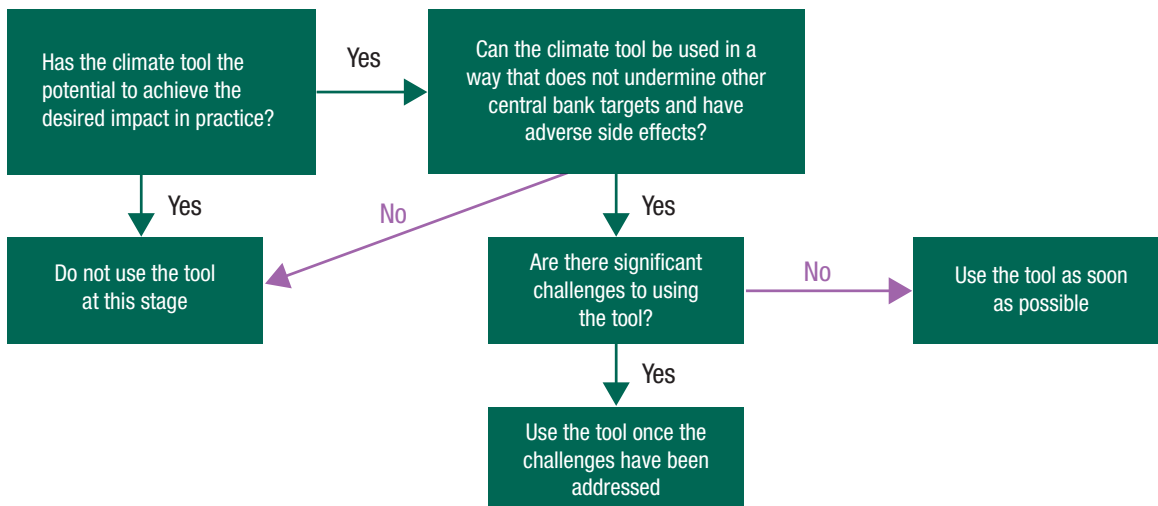 Has the climate tool the
potential to achieve the
desired impact in practice?
Yes
Can the climate tool be used in a
way that does not undermine other
central bank targets and have
adverse side effects?
Yes
No
Yes
Do not use the tool
at this stage
Are there significant
challenges to using
the tool?
No
Use the tool as soon
as possible
Yes
Use the tool once the
challenges have been
addressed